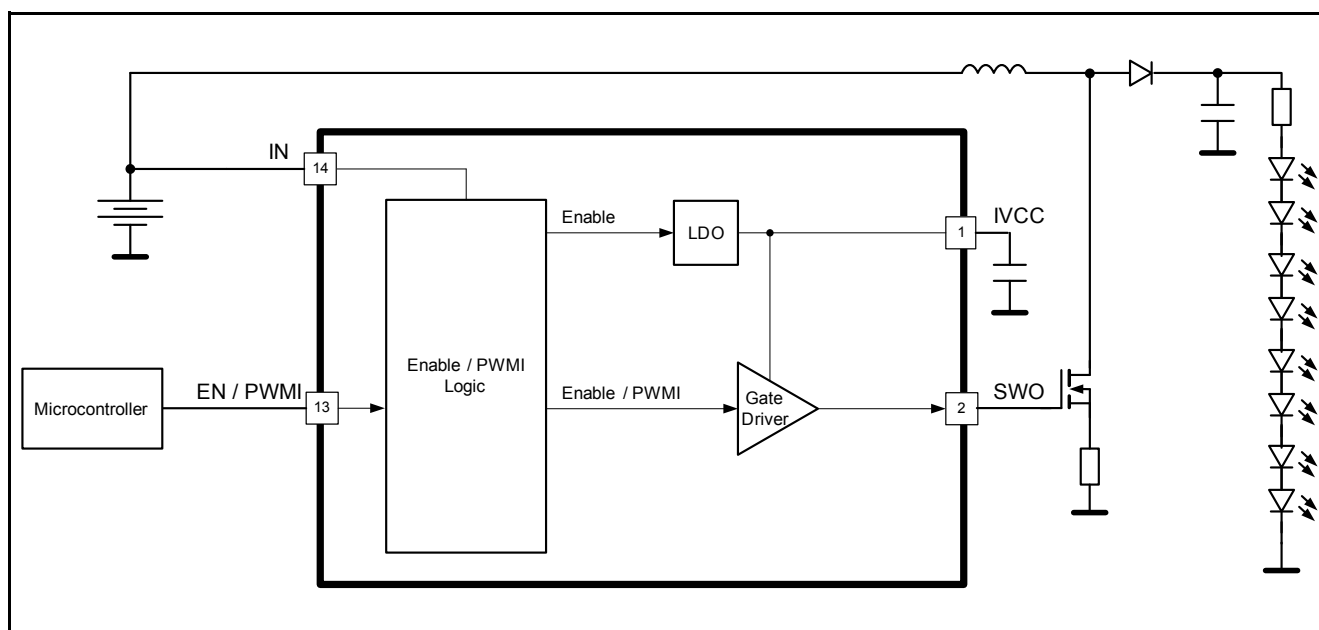 IN
14
Enable
LDO
1
IVCC
Microcontroller
EN / PWMI
13
Enable / PWMI
Logic
Enable / PWMI
Gate
Driver
2
SWO